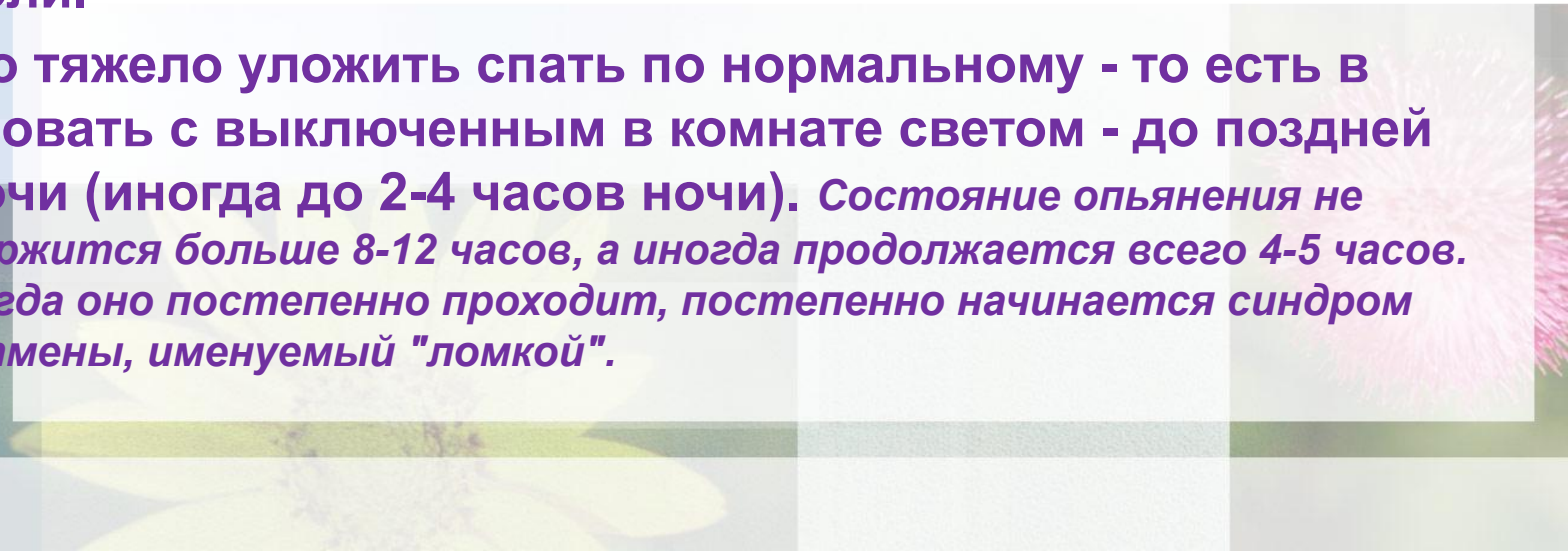 о тяжело уложить спать по нормальному - то есть в
овать с выключенным в комнате светом - до поздней
очи (иногда до 2-4 часов ночи). Состояние опьянения не
ржится больше 8-12 часов, а иногда продолжается всего 4-5 часов.
гда оно постепенно проходит, постепенно начинается синдром
мены, именуемый "ломкой".